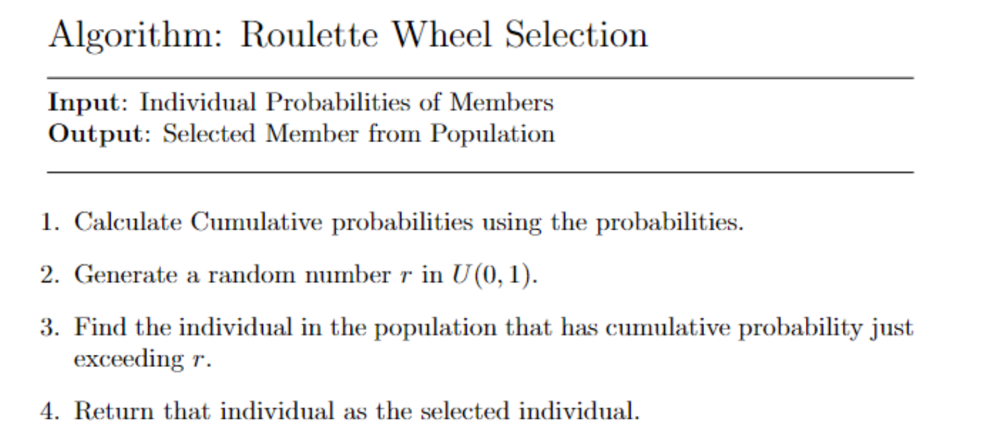 Algorithm: Roulette Wheel Selection
Input: Individual Probabilities of Members
Output: Selected Member from Population
1. Calculate Cumulative probabilities using the probabilities.
2. Generate a random number r in U(0, 1).
3. Find the individual in the population that has cumulative probability just
exceeding r.
4. Return that individual as the selected individual.